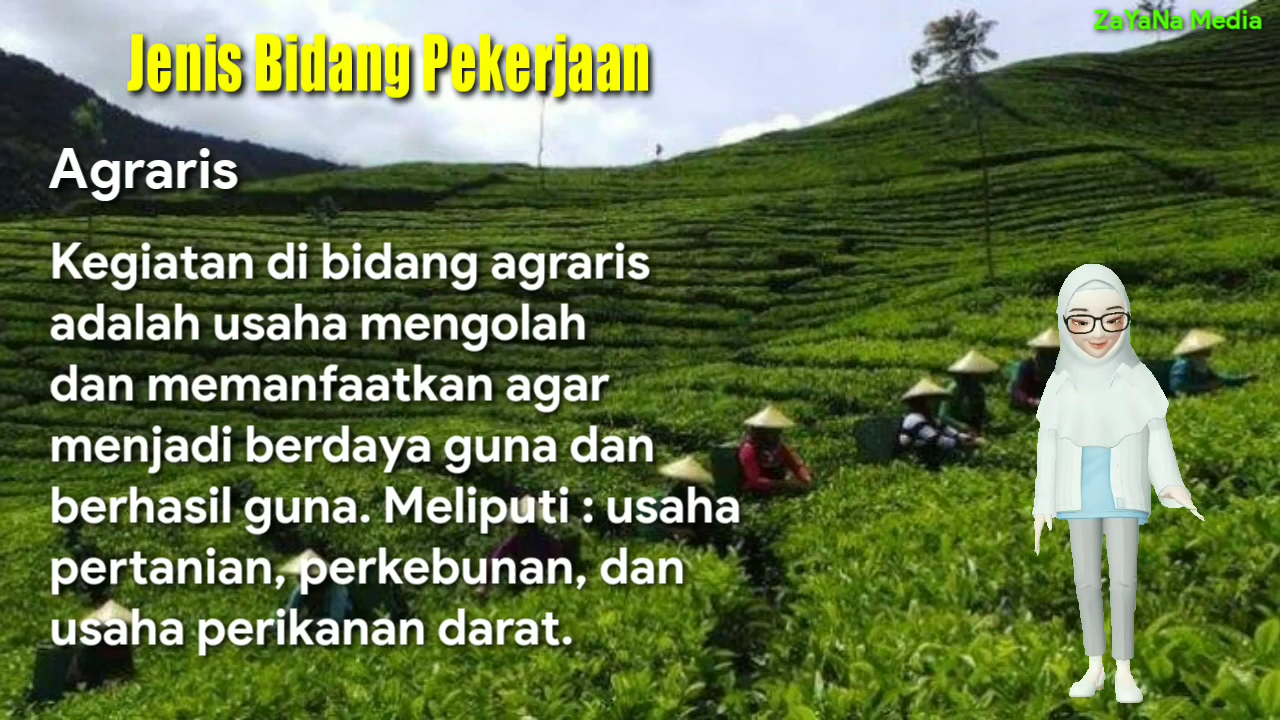 ZaYaNa Media
Jenis Bidang Pekerjaan
Agraris
Kegiatan di bidang agraris
adalah usaha mengolah
dan memanfaatkan agar
menjadi berdaya guna dan
berhasil guna. Meliputi : usaha
pertanian, perkebunan, dan
usaha perikanan darat.